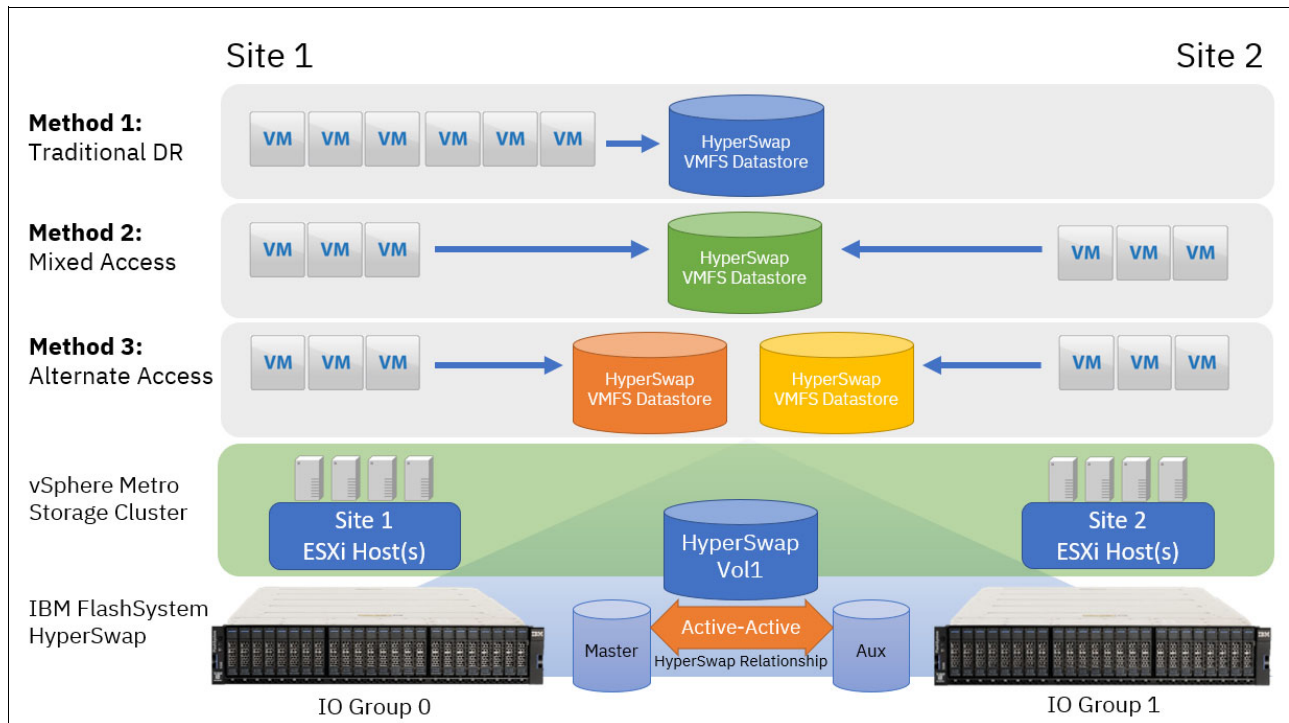 Site 1
Site 2
Method 1:
Traditional DR
VM VM VM VM VM VM
HyperSwap
VMFS Datastore
Method 2:
Mixed Access
VM VM VM
HyperSwap
VMFS Datastore
VM VM VM
Method 3:
Alternate Access
VM VM VM
HyperSwap
VMFS Datastore
HyperSwap
VMFS Datastore
VM VM VM
vSphere Metro
Storage Cluster
Site 1
ESXi Host(s)
HyperSwap
Vol1
Site 2
ESXi Host(s)
IBM FlashSystem
HyperSwap
IBM
Master
Active-Active
HyperSwap Relationship
Aux
IBM
IO Group 0
IO Group 1